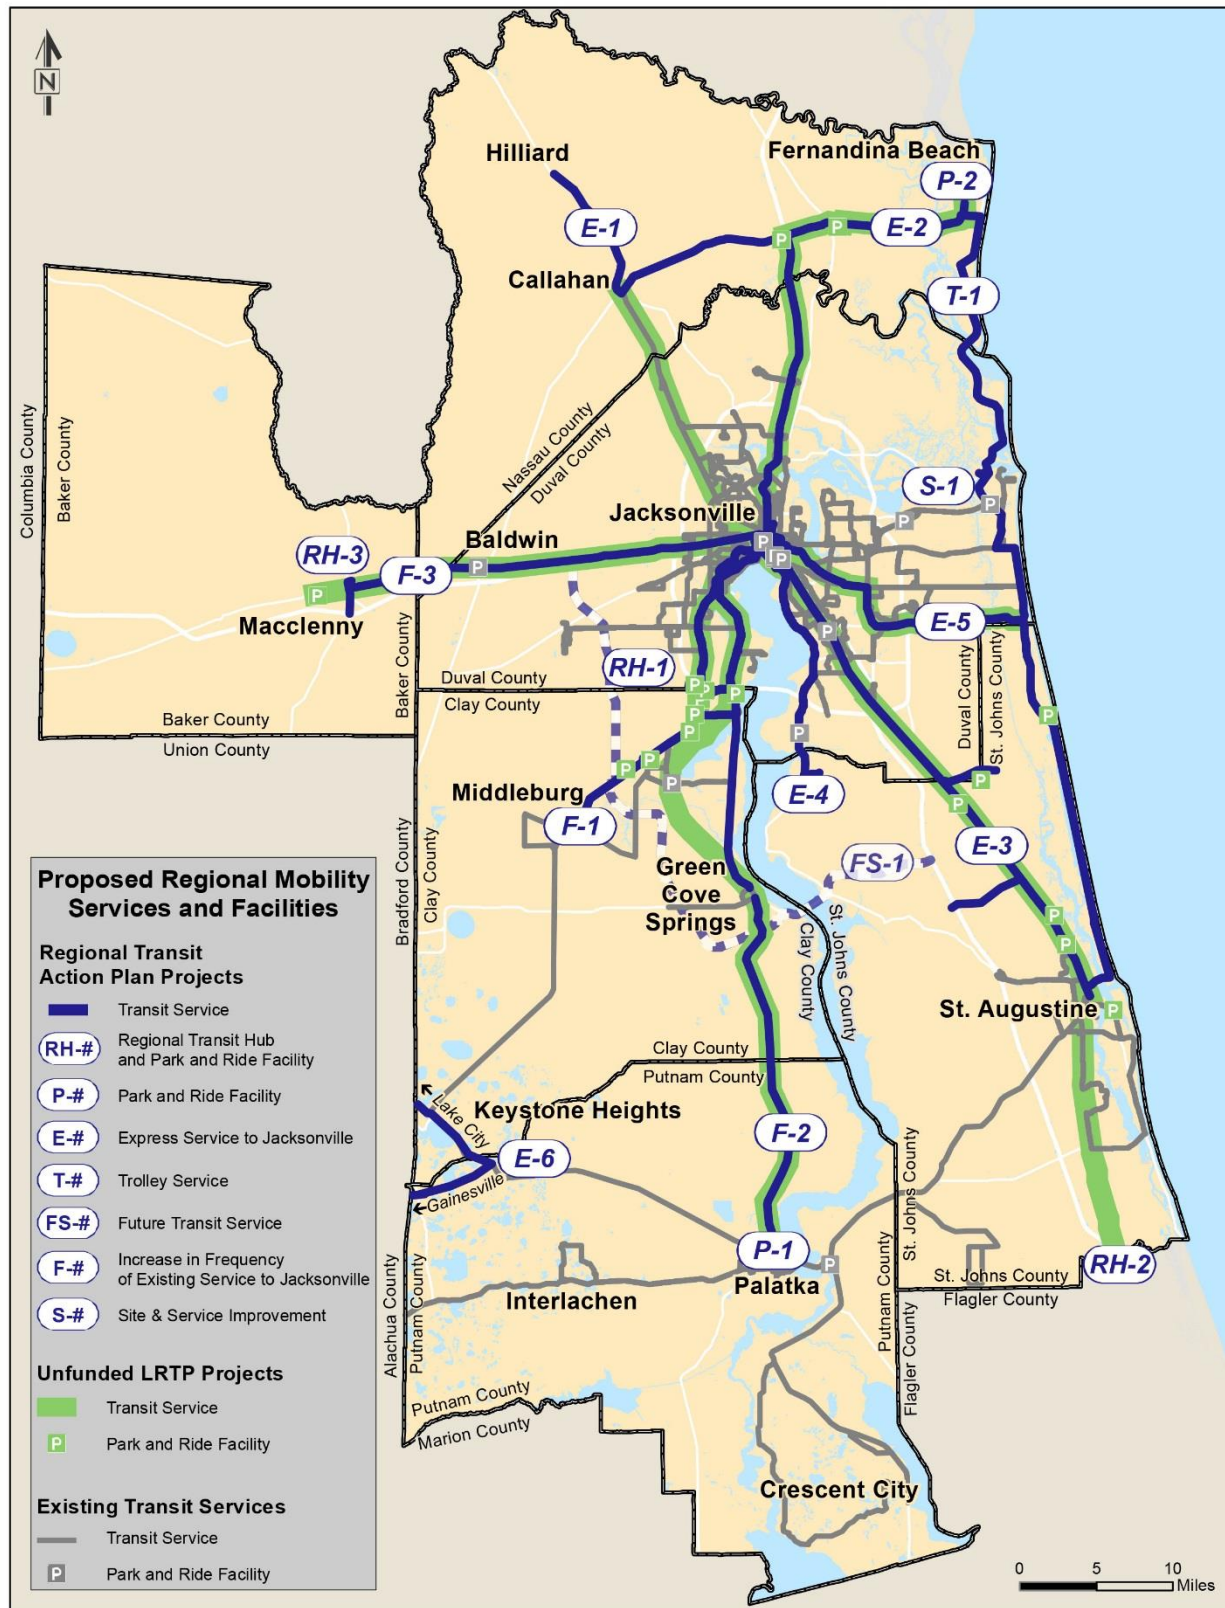 N
Hilliard
Fernandina Beach
P-2
E-1
P
P
E-2
Callahan
T-1
Columbia County
Baker County
Nassau County
Duval County
S-1
P
P
Jacksonville
RH-3
Baldwin
P
P
P
F-3
P
Macclenny
P
E-5
Baker County
RH-1
Duval County
Clay County
Duval County
St. Johns County
P
P
P
P
P
P
P
Baker County
Union County
P
P
P
P
P
Middleburg
E-4
P
F-1
E-3
Bradford County
Clay County
FS-1
Green
Cove
Springs
P
P
St. Johns County
Clay County
St. Augustine
P
Clay County
Putnam County
Lake City
Keystone Heights
E-6
F-2
Gainesville
St. Johns County
Putnam County
P-1
P
RH-2
Palatka
St. Johns County
Flagler County
Interlachen
Alachua County
Putnam County
Putnam County
Flagler County
Putnam County
Marion County
Crescent City
Proposed Regional Mobility
Services and Facilities
Regional Transit
Action Plan Projects
Transit Service
RH-# Regional Transit Hub
and Park and Ride Facility
P-# Park and Ride Facility
E-# Express Service to Jacksonville
T-# Trolley Service
FS-# Future Transit Service
F-# Increase in Frequency
of Existing Service to Jacksonville
S-# Site & Service Improvement
Unfunded LRTP Projects
Transit Service
P Park and Ride Facility
Existing Transit Services
Transit Service
P Park and Ride Facility
0 5 10
Miles